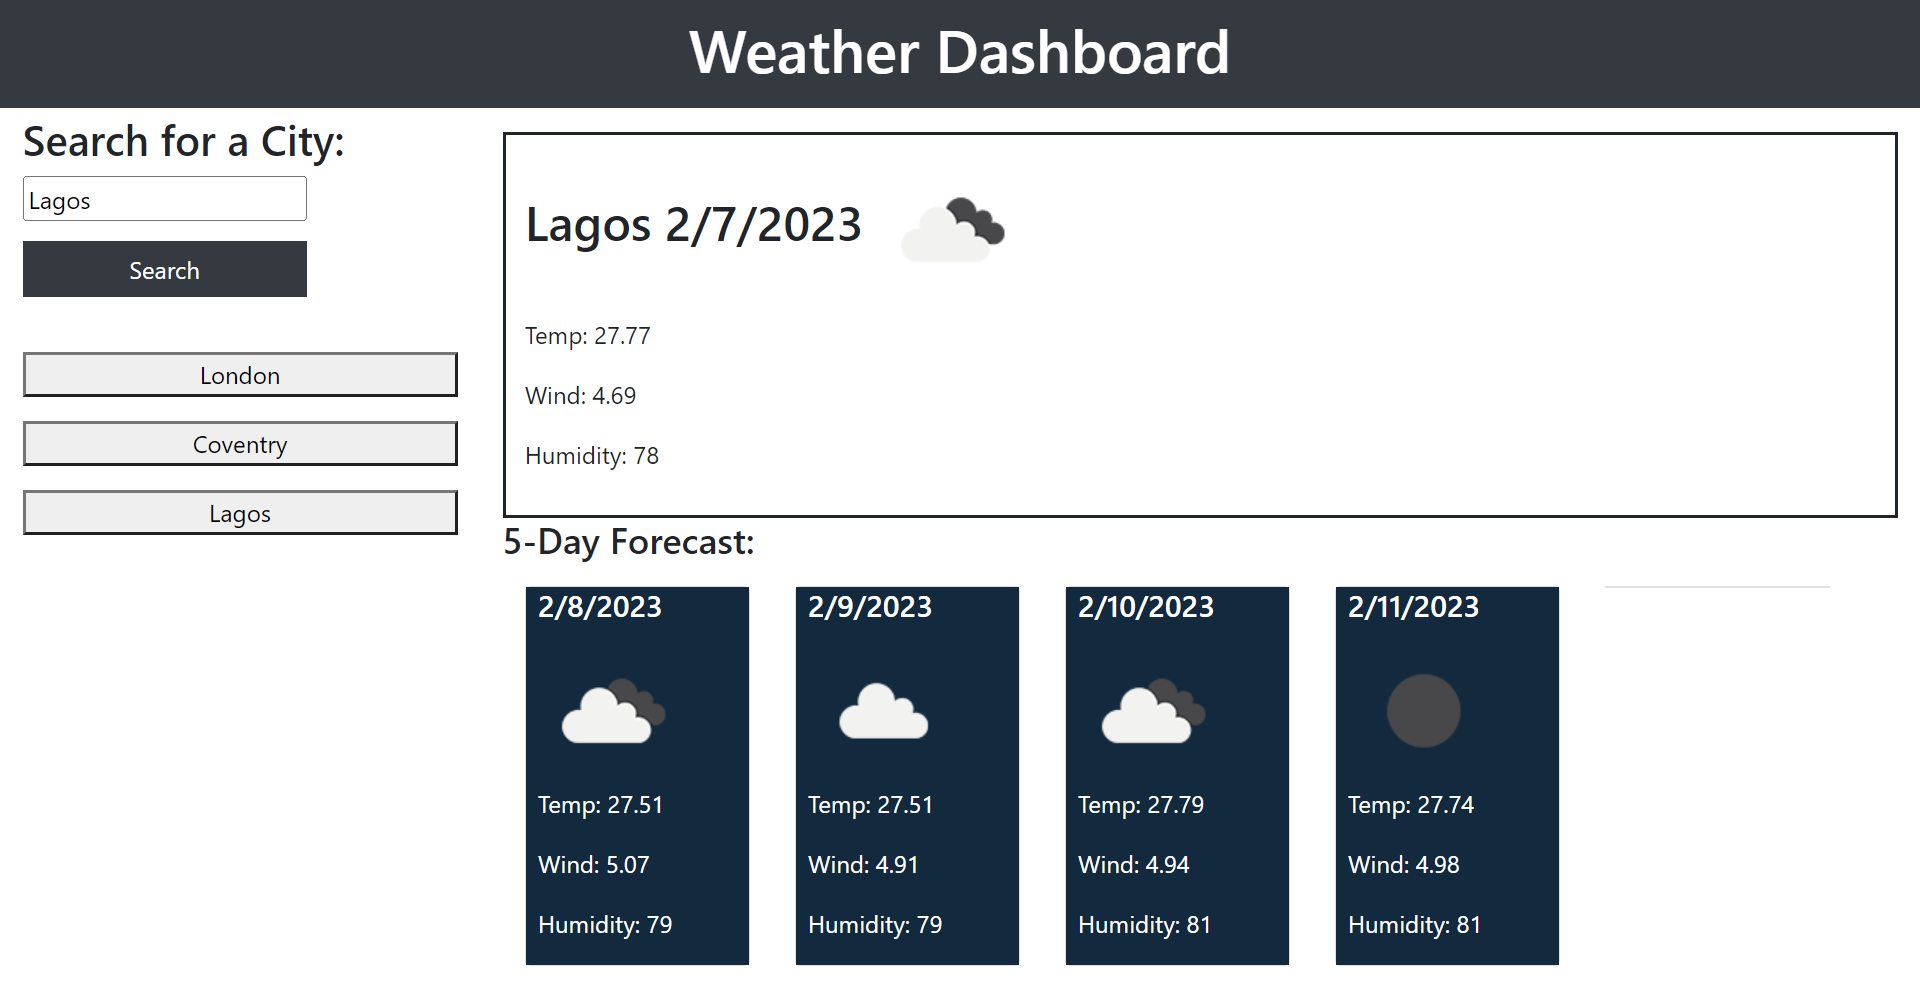 Weather Dashboard
Search for a City:
Lagos
Search
London
Coventry
Lagos
Lagos 2/7/2023
Temp: 27.77
Wind: 4.69
Humidity: 78
5-Day Forecast:
2/8/2023
Temp: 27.51
Wind: 5.07
Humidity: 79
2/9/2023
Temp: 27.51
Wind: 4.91
Humidity: 79
2/10/2023
Temp: 27.79
Wind: 4.94
Humidity: 81
2/11/2023
Temp: 27.74
Wind: 4.98
Humidity: 81